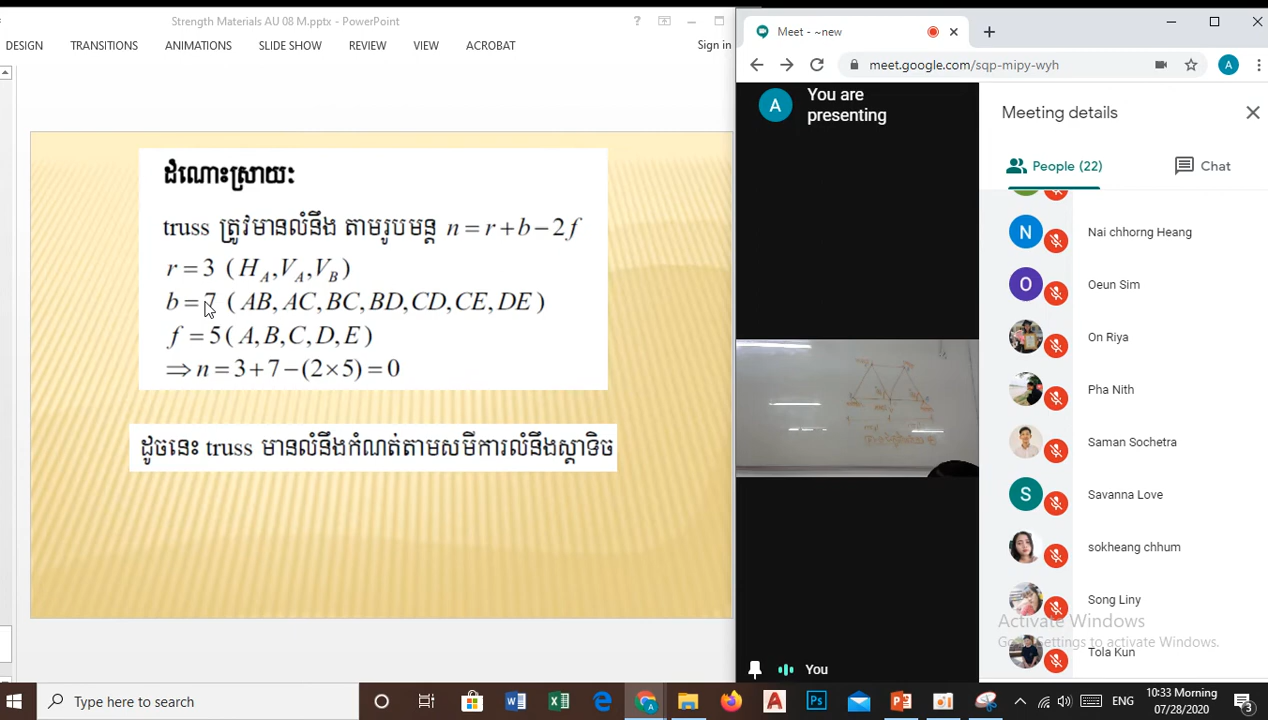 Strength Materials AU 08 M.pptx - PowerPoint
DESIGN TRANSITIONS ANIMATIONS SLIDE SHOW REVIEW VIEW ACROBAT Sign in
ដំណោះស្រាយ:
truss ត្រូវមានលំនឹង តាមរូបមន្ត n = r + b − 2f
r = 3 (H_A, V_A, V_B)
b = 7 (AB, AC, BC, BD, CD, CE, DE)
f = 5(A, B, C, D, E)
⇒ n = 3 + 7 − (2×5) = 0
ដូចនេះ truss មានលំនឹងកំណត់តាមសមីការលំនឹងស្តាទិច
Meet - ~new
meet.google.com/sqp-mipy-wyh
A
A You are
presenting
You
Meeting details
People (22) Chat
N Nai chhorng Heang
O Oeun Sim
On Riya
Pha Nith
Saman Sochetra
S Savanna Love
sokheang chhum
Song Liny
Activate Windows
Go to Settings to activate Windows.
Tola Kun
Type here to search
ENG
10:33 Morning
07/28/2020
3